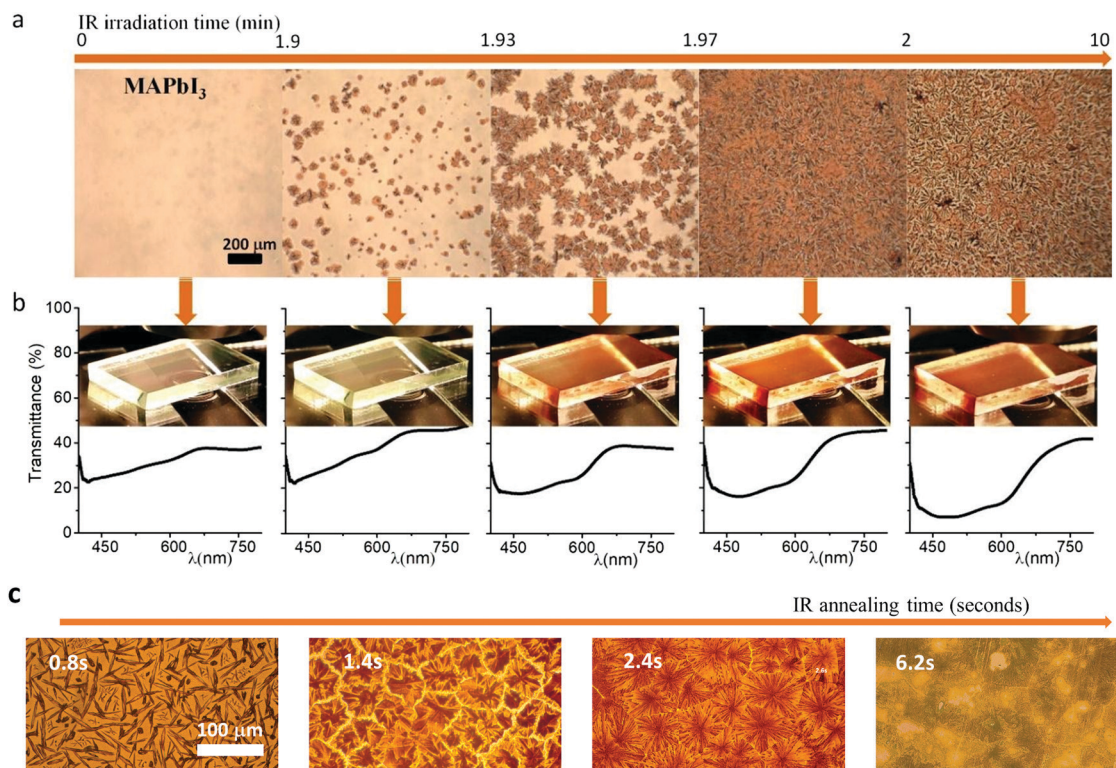 a
IR irradiation time (min)
0 1.9 1.93 1.97 2 10
MAPbI3
200 µm
b
Transmittance (%)
100
80
60
40
20
0
450 600 750 450 600 750 450 600 750 450 600 750 450 600 750
λ(nm) λ(nm) λ(nm) λ(nm) λ(nm)
c
IR annealing time (seconds)
0.8s 1.4s 2.4s 6.2s
2.6s
100 µm